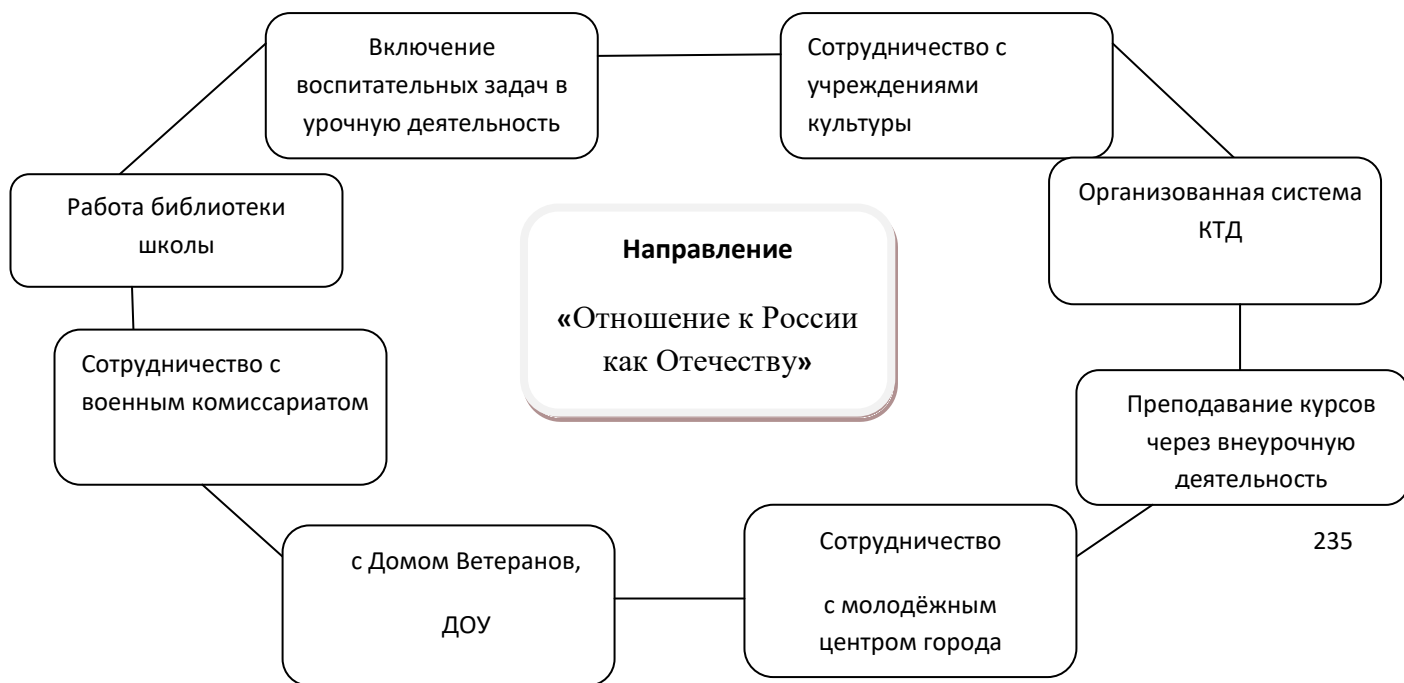 Включение
воспитательных задач в
урочную деятельность
Сотрудничество с
учреждениями
культуры
Работа библиотеки
школы
Организованная система
КТД
Направление
«Отношение к России
как Отечеству»
Сотрудничество с
военным комиссариатом
Преподавание курсов
через внеурочную
деятельность
с Домом Ветеранов,
ДОУ
Сотрудничество
с молодёжным
центром города
235